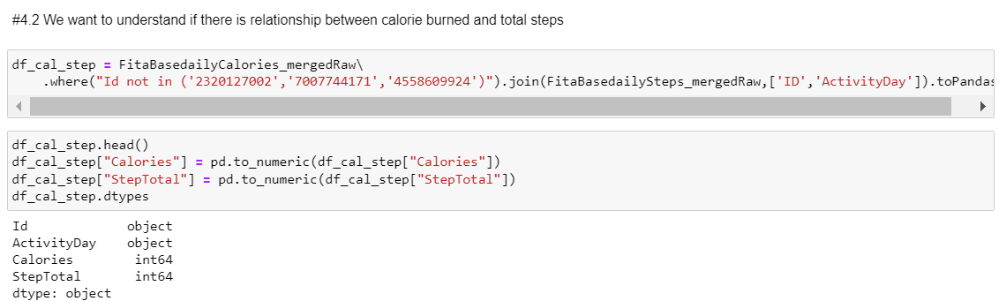 #4.2 We want to understand if there is relationship between calorie burned and total steps
df_cal_step = FitaBasedailyCalories_mergedRaw\
.where("Id not in ('2320127002','7007744171','4558609924')").join(FitaBasedailySteps_mergedRaw,['ID','ActivityDay']).toPandas
df_cal_step.head()
df_cal_step["Calories"] = pd.to_numeric(df_cal_step["Calories"])
df_cal_step["StepTotal"] = pd.to_numeric(df_cal_step["StepTotal"])
df_cal_step.dtypes
Id object
ActivityDay object
Calories int64
StepTotal int64
dtype: object